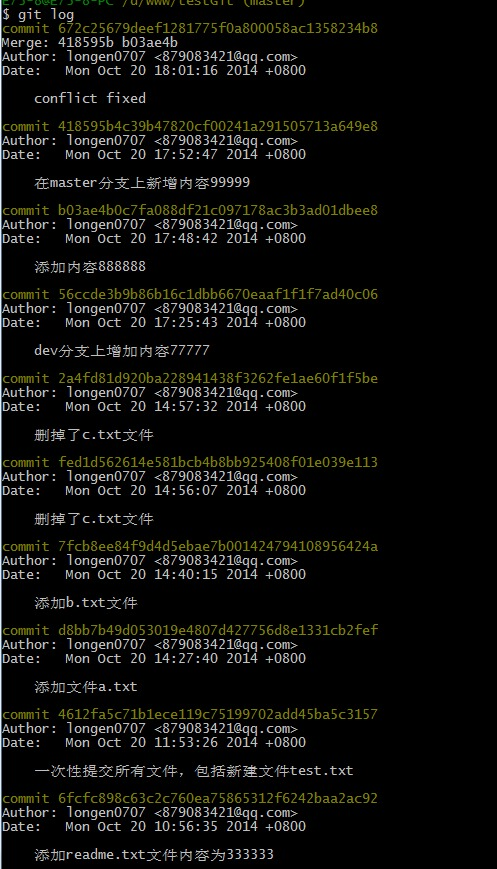 E75-8@E75-8-PC /d/www/testGit (master)
$ git log
commit 672c25679deef1281775f0a800058ac1358234b8
Merge: 418595b b03ae4b
Author: longen0707 <879083421@qq.com>
Date:   Mon Oct 20 18:01:16 2014 +0800
conflict fixed
commit 418595b4c39b47820cf00241a291505713a649e8
Author: longen0707 <879083421@qq.com>
Date:   Mon Oct 20 17:52:47 2014 +0800
在master分支上新增内容99999
commit b03ae4b0c7fa088df21c097178ac3b3ad01dbee8
Author: longen0707 <879083421@qq.com>
Date:   Mon Oct 20 17:48:42 2014 +0800
添加内容888888
commit 56ccde3b9b86b16c1dbb6670eaaf1f1f7ad40c06
Author: longen0707 <879083421@qq.com>
Date:   Mon Oct 20 17:25:43 2014 +0800
dev分支上增加内容77777
commit 2a4fd81d920ba228941438f3262fe1ae60f1f5be
Author: longen0707 <879083421@qq.com>
Date:   Mon Oct 20 14:57:32 2014 +0800
删掉了c.txt文件
commit fed1d562614e581bcb4b8bb925408f01e039e113
Author: longen0707 <879083421@qq.com>
Date:   Mon Oct 20 14:56:07 2014 +0800
删掉了c.txt文件
commit 7fcb8ee84f9d4d5ebae7b001424794108956424a
Author: longen0707 <879083421@qq.com>
Date:   Mon Oct 20 14:40:15 2014 +0800
添加b.txt文件
commit d8bb7b49d053019e4807d427756d8e1331cb2fef
Author: longen0707 <879083421@qq.com>
Date:   Mon Oct 20 14:27:40 2014 +0800
添加文件a.txt
commit 4612fa5c71b1ece119c75199702add45ba5c3157
Author: longen0707 <879083421@qq.com>
Date:   Mon Oct 20 11:53:26 2014 +0800
一次性提交所有文件，包括新建文件test.txt
commit 6fcfc898c63c2c760ea75865312f6242baa2ac92
Author: longen0707 <879083421@qq.com>
Date:   Mon Oct 20 10:56:35 2014 +0800
添加readme.txt文件内容为333333